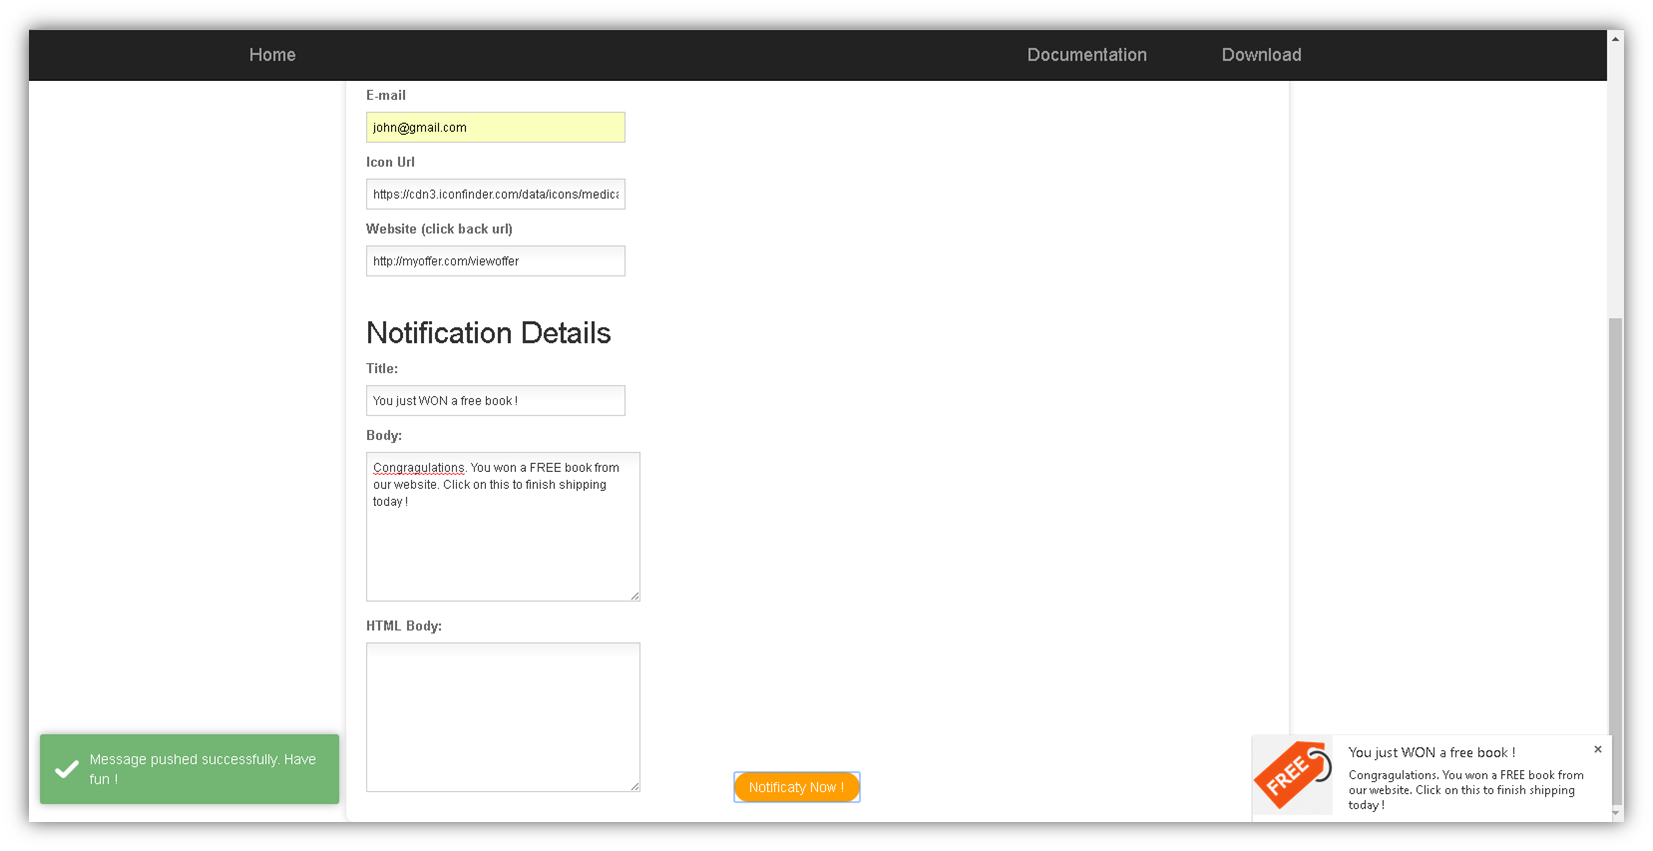 Home
Documentation
Download
E-mail
john@gmail.com
Icon Url
https://cdn3.iconfinder.com/data/icons/medica
Website (click back url)
http://myoffer.com/viewoffer
Notification Details
Title:
You just WON a free book !
Body:
Congragulations. You won a FREE book from
our website. Click on this to finish shipping
today !
HTML Body:
Message pushed successfully. Have
fun !
Notificaty Now !
FREE
You just WON a free book !
×
Congragulations. You won a FREE book from
our website. Click on this to finish shipping
today !